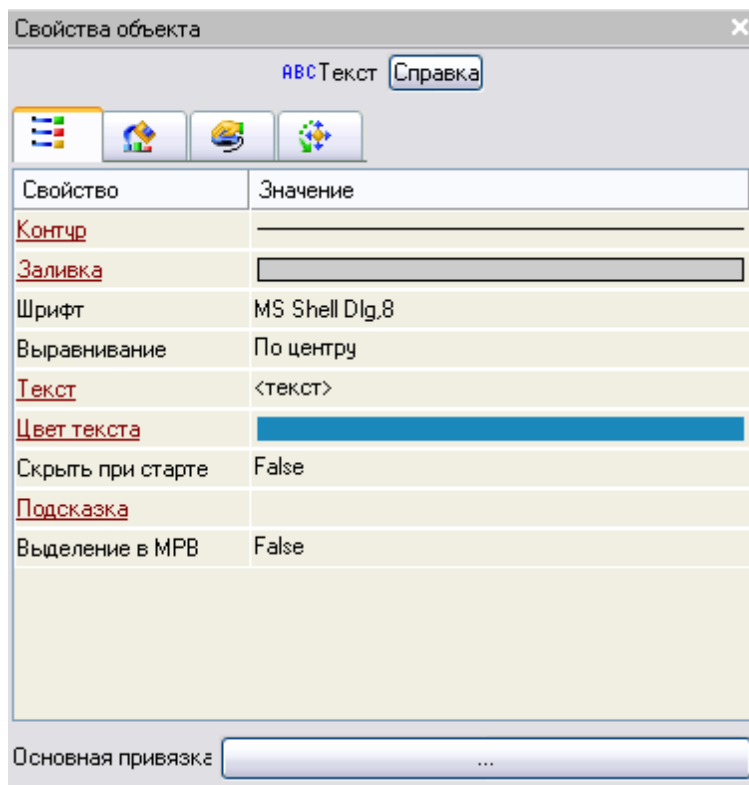 Свойства объекта
ABCТекст Справка
Свойство Значение
Контур
Заливка
Шрифт MS Shell Dlg,8
Выравнивание По центру
Текст <текст>
Цвет текста
Скрыть при старте False
Подсказка
Выделение в МРВ False
Основная привязка ...